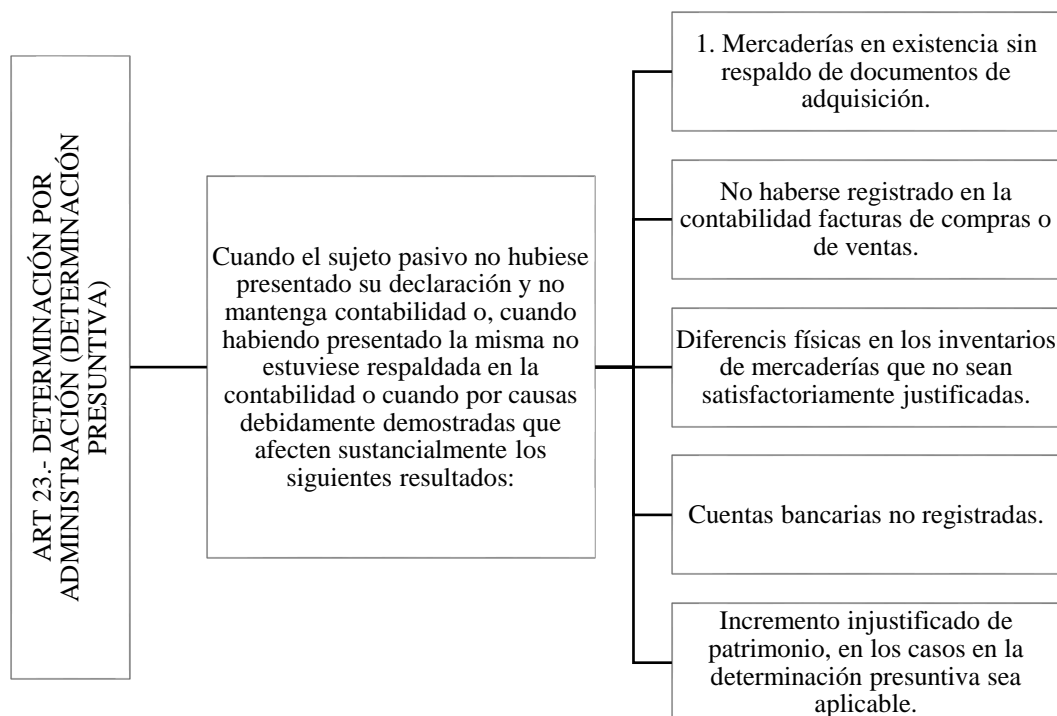 ART 23.- DETERMINACIÓN POR
ADMINISTRACIÓN (DETERMINACIÓN
PRESUNTIVA)
Cuando el sujeto pasivo no hubiese
presentado su declaración y no
mantenga contabilidad o, cuando
habiendo presentado la misma no
estuviese respaldada en la
contabilidad o cuando por causas
debidamente demostradas que
afecten sustancialmente los
siguientes resultados:
1. Mercaderías en existencia sin
respaldo de documentos de
adquisición.
No haberse registrado en la
contabilidad facturas de compras o
de ventas.
Diferencis físicas en los inventarios
de mercaderías que no sean
satisfactoriamente justificadas.
Cuentas bancarias no registradas.
Incremento injustificado de
patrimonio, en los casos en la
determinación presuntiva sea
aplicable.